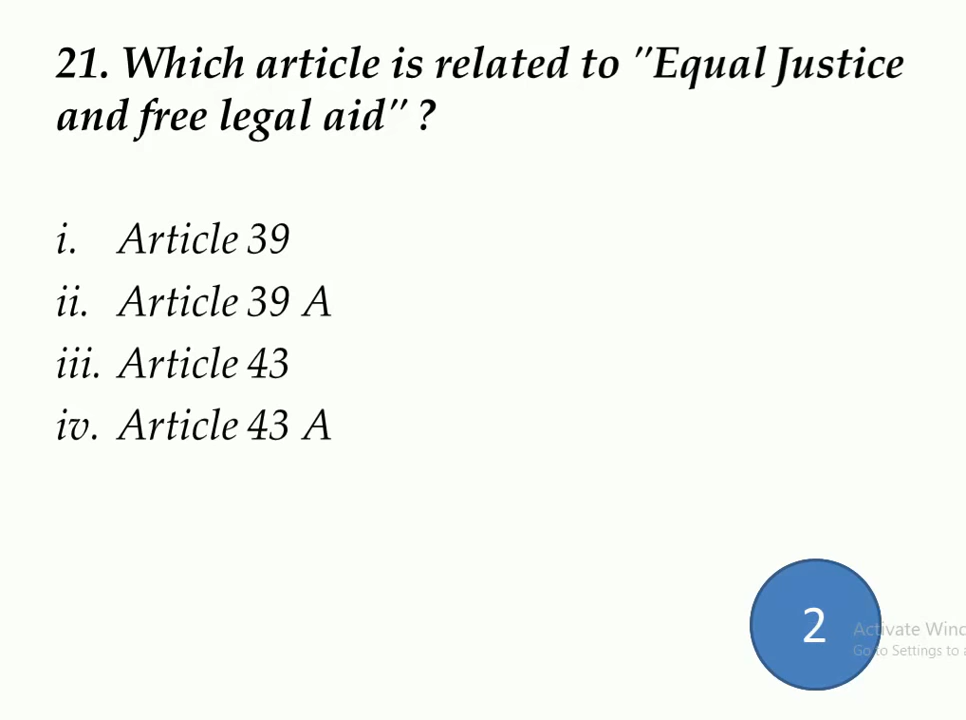 21. Which article is related to "Equal Justice
and free legal aid" ?
i. Article 39
ii. Article 39 A
iii. Article 43
iv. Article 43 A
2
Activate Winc
Go to Settings to a